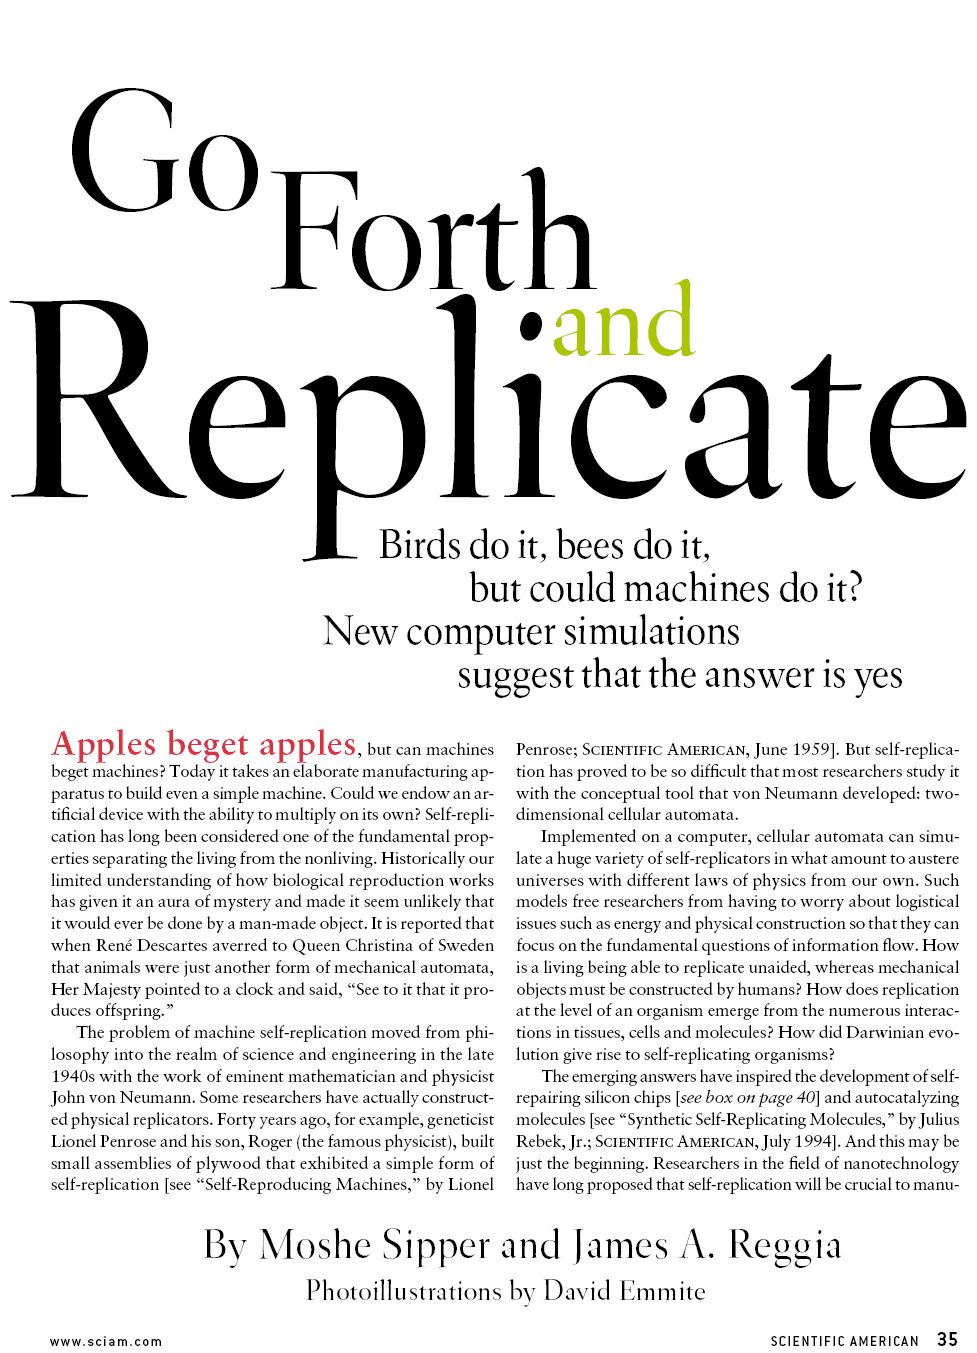 Go
Forth
and
Replicate
Birds do it, bees do it,
but could machines do it?
New computer simulations
suggest that the answer is yes
Apples beget apples, but can machines
beget machines? Today it takes an elaborate manufacturing ap-
paratus to build even a simple machine. Could we endow an ar-
tificial device with the ability to multiply on its own? Self-repli-
cation has long been considered one of the fundamental prop-
erties separating the living from the nonliving. Historically our
limited understanding of how biological reproduction works
has given it an aura of mystery and made it seem unlikely that
it would ever be done by a man-made object. It is reported that
when René Descartes averred to Queen Christina of Sweden
that animals were just another form of mechanical automata,
Her Majesty pointed to a clock and said, “See to it that it pro-
duces offspring.”
The problem of machine self-replication moved from phi-
losophy into the realm of science and engineering in the late
1940s with the work of eminent mathematician and physicist
John von Neumann. Some researchers have actually construct-
ed physical replicators. Forty years ago, for example, geneticist
Lionel Penrose and his son, Roger (the famous physicist), built
small assemblies of plywood that exhibited a simple form of
self-replication [see “Self-Reproducing Machines,” by Lionel
Penrose; SCIENTIFIC AMERICAN, June 1959]. But self-replica-
tion has proved to be so difficult that most researchers study it
with the conceptual tool that von Neumann developed: two-
dimensional cellular automata.
Implemented on a computer, cellular automata can simu-
late a huge variety of self-replicators in what amount to austere
universes with different laws of physics from our own. Such
models free researchers from having to worry about logistical
issues such as energy and physical construction so that they can
focus on the fundamental questions of information flow. How
is a living being able to replicate unaided, whereas mechanical
objects must be constructed by humans? How does replication
at the level of an organism emerge from the numerous interac-
tions in tissues, cells and molecules? How did Darwinian evo-
lution give rise to self-replicating organisms?
The emerging answers have inspired the development of self-
repairing silicon chips [see box on page 40] and autocatalyzing
molecules [see “Synthetic Self-Replicating Molecules,” by Julius
Rebek, Jr.; SCIENTIFIC AMERICAN, July 1994]. And this may be
just the beginning. Researchers in the field of nanotechnology
have long proposed that self-replication will be crucial to manu-
By Moshe Sipper and James A. Reggia
Photoillustrations by David Emmite
www.sciam.com
SCIENTIFIC AMERICAN 35